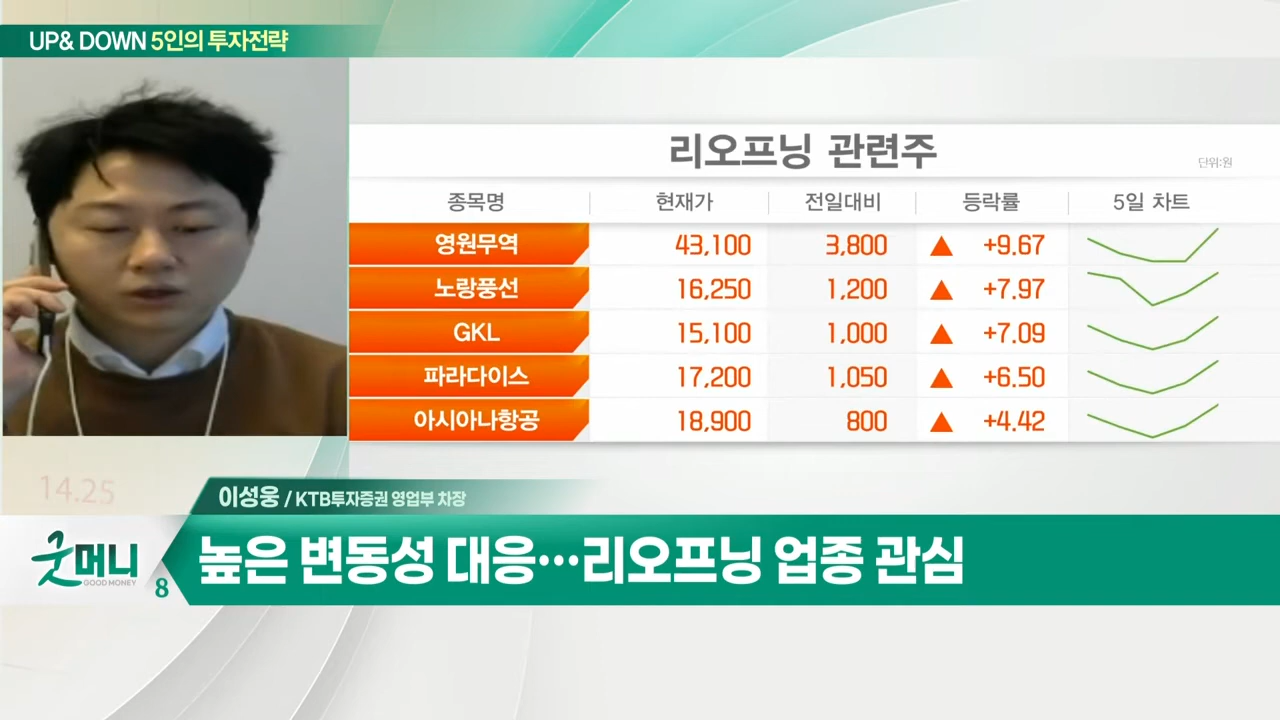 UP& DOWN 5인의 투자전략
리오프닝 관련주
단위:원
종목명 현재가 전일대비 등락률 5일 차트
영원무역 43,100 3,800 ▲ +9.67
노랑풍선 16,250 1,200 ▲ +7.97
GKL 15,100 1,000 ▲ +7.09
파라다이스 17,200 1,050 ▲ +6.50
아시아나항공 18,900 800 ▲ +4.42
14.25
이성웅 / KTB투자증권 영업부 차장
굿머니
GOOD MONEY
8
높은 변동성 대응…리오프닝 업종 관심